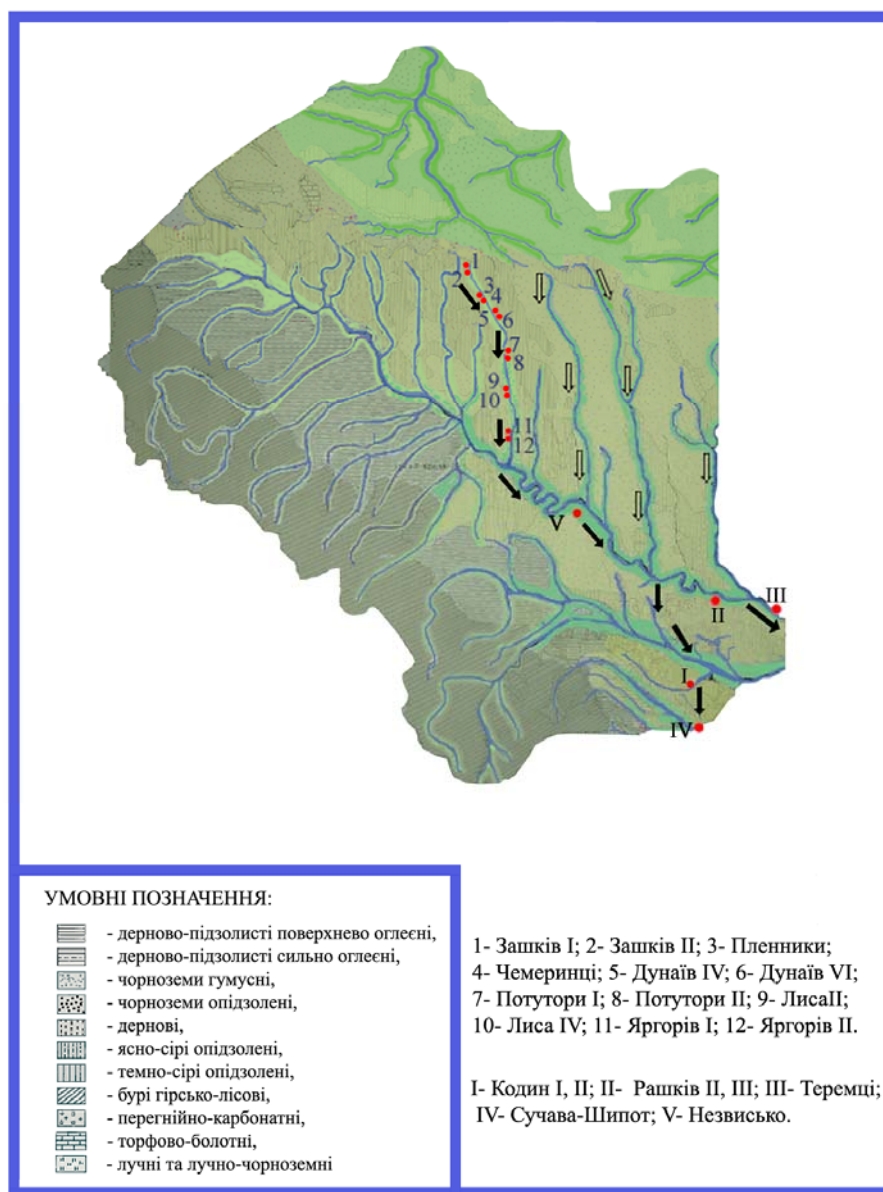 1
2
3
4
5
6
7
8
9
10
11
12
V
III
II
I
IV
УМОВНІ ПОЗНАЧЕННЯ:
- дерново-підзолисті поверхнево оглеєні,
- дерново-підзолисті сильно оглеєні,
- чорноземи гумусні,
- чорноземи опідзолені,
- дернові,
- ясно-сірі опідзолені,
- темно-сірі опідзолені,
- бурі гірсько-лісові,
- перегнійно-карбонатні,
- торфово-болотні,
- лучні та лучно-чорноземні
1- Зашків I; 2- Зашків II; 3- Пленники;
4- Чемеринці; 5- Дунаїв IV; 6- Дунаїв VI;
7- Потутори I; 8- Потутори II; 9- ЛисаII;
10- Лиса IV; 11- Яргорів I; 12- Яргорів II.
I- Кодин I, II; II- Рашків II, III; III- Теремці;
IV- Сучава-Шипот; V- Незвисько.